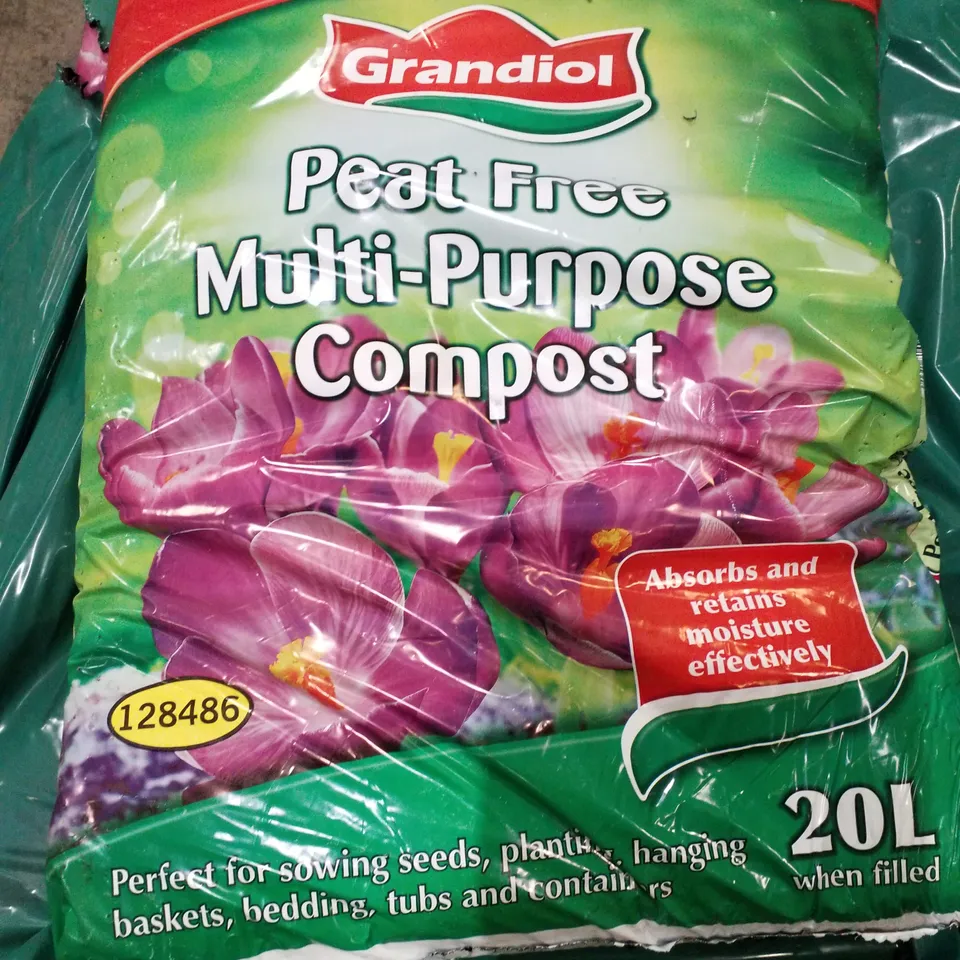 Grandiol
Peat Free
Multi-Purpose
Compost
Absorbs and
retains
moisture
effectively
128486
20L
when filled
Perfect for sowing seeds, hanging
baskets, bedding, tubs and